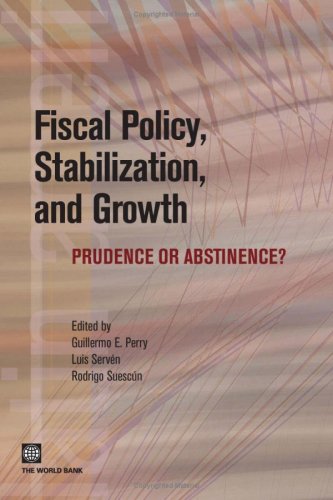 Fiscal Policy,
Stabilization,
and Growth
PRUDENCE OR ABSTINENCE?
Edited by
Guillermo E. Perry
Luis Servén
Rodrigo Suescún
THE WORLD BANK